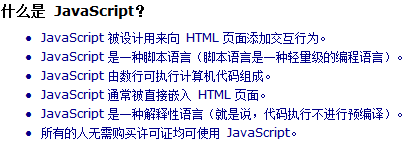 什么是 JavaScript?
• JavaScript 被设计用来向 HTML 页面添加交互行为。
• JavaScript 是一种脚本语言（脚本语言是一种轻量级的编程语言）。
• JavaScript 由数行可执行计算机代码组成。
• JavaScript 通常被直接嵌入 HTML 页面。
• JavaScript 是一种解释性语言（就是说，代码执行不进行预编译）。
• 所有的人无需购买许可证均可使用 JavaScript。